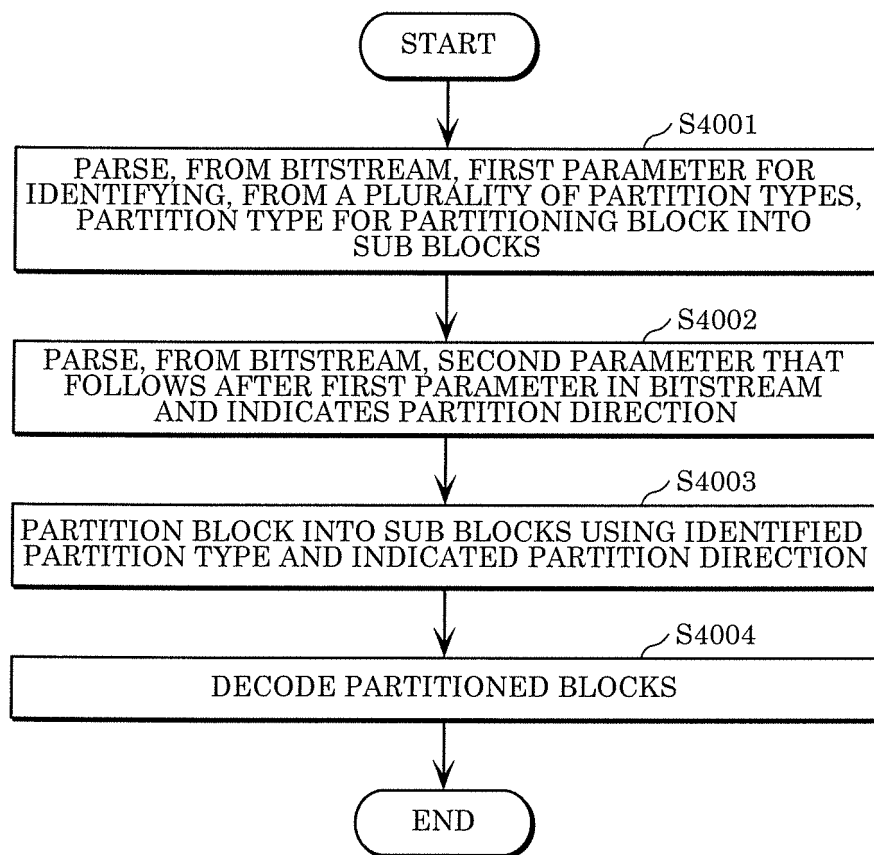 START
S4001
PARSE, FROM BITSTREAM, FIRST PARAMETER FOR
IDENTIFYING, FROM A PLURALITY OF PARTITION TYPES,
PARTITION TYPE FOR PARTITIONING BLOCK INTO
SUB BLOCKS
S4002
PARSE, FROM BITSTREAM, SECOND PARAMETER THAT
FOLLOWS AFTER FIRST PARAMETER IN BITSTREAM
AND INDICATES PARTITION DIRECTION
S4003
PARTITION BLOCK INTO SUB BLOCKS USING IDENTIFIED
PARTITION TYPE AND INDICATED PARTITION DIRECTION
S4004
DECODE PARTITIONED BLOCKS
END